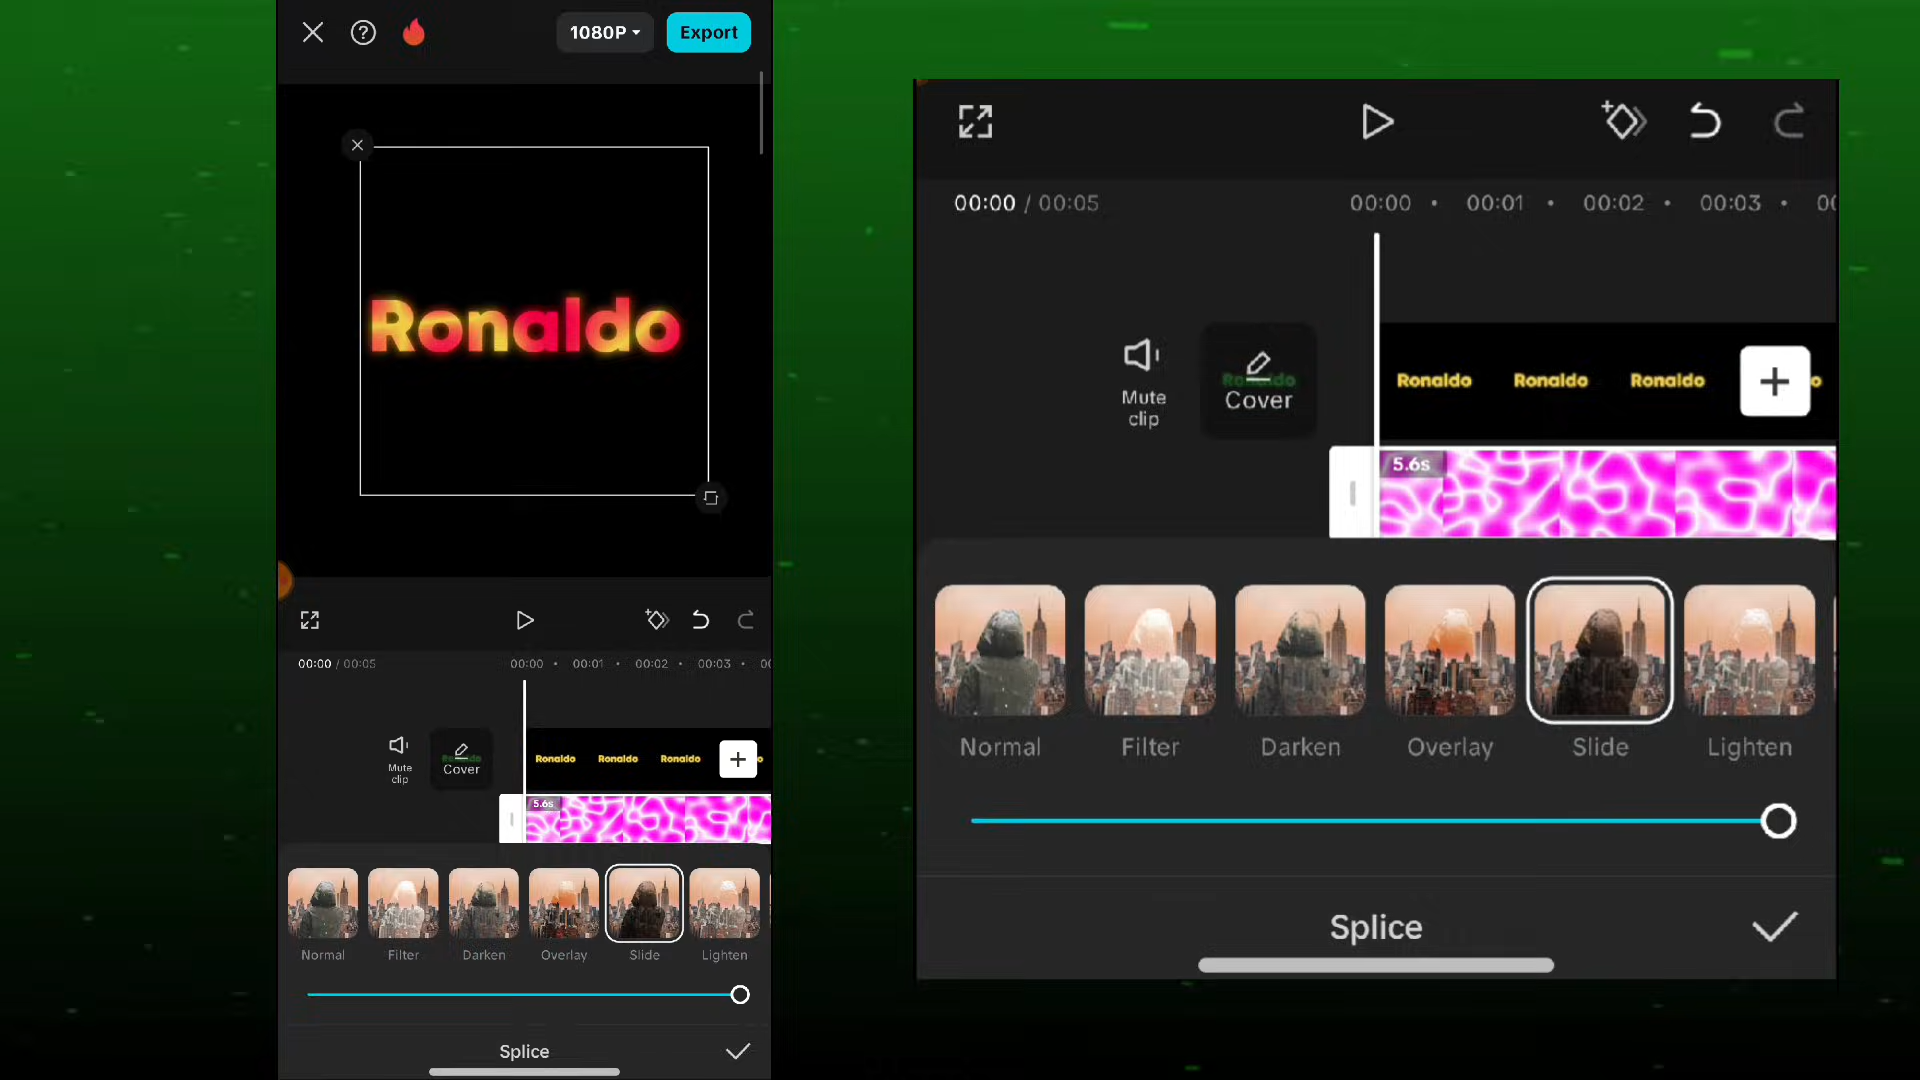 1080P
Export
Ronaldo
00:00 / 00:05
00:00 00:01 00:02 00:03
Mute
clip
Cover
Ronaldo Ronaldo Ronaldo
5.6s
Normal Filter Darken Overlay Slide Lighten
Splice
00:00 / 00:05
00:00 00:01 00:02 00:03
Mute
clip
Ronaldo
Cover
Ronaldo Ronaldo Ronaldo
5.6s
Normal Filter Darken Overlay Slide Lighten
Splice